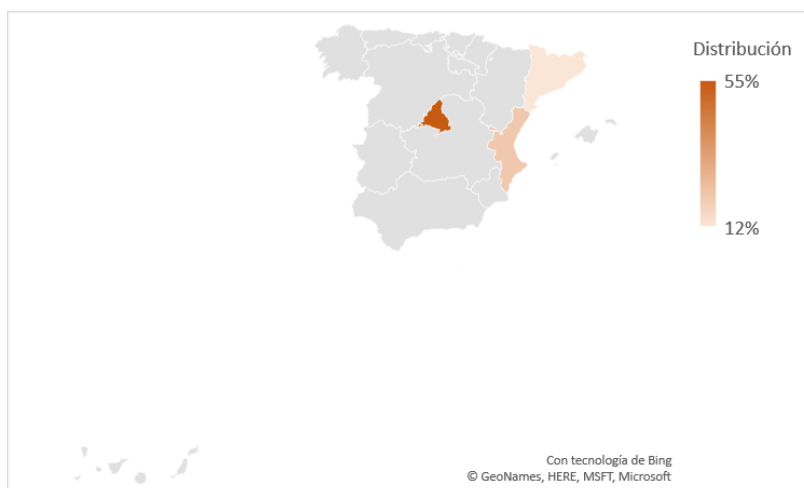 Distribución
55%
12%
Con tecnología de Bing
© GeoNames, HERE, MSFT, Microsoft